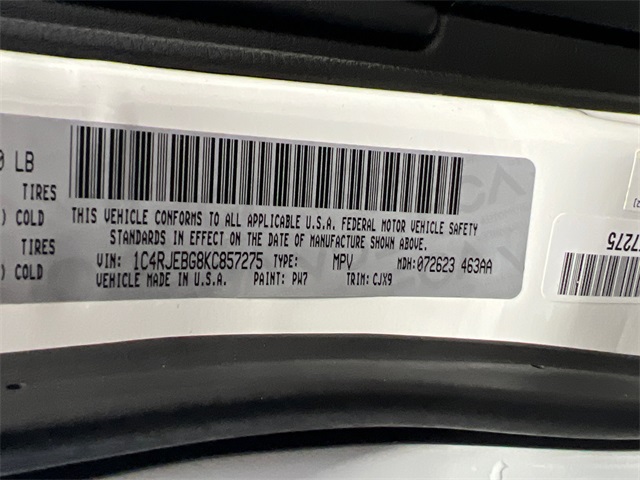 0 LB
TIRES
) COLD
TIRES
) COLD
THIS VEHICLE CONFORMS TO ALL APPLICABLE U.S.A. FEDERAL MOTOR VEHICLE SAFETY
STANDARDS IN EFFECT ON THE DATE OF MANUFACTURE SHOWN ABOVE.
VIN: 1C4RJEBG8KC857275 TYPE: MPV MDH:072623 463AA
VEHICLE MADE IN U.S.A. PAINT: PW7 TRIM: CJX9
7275